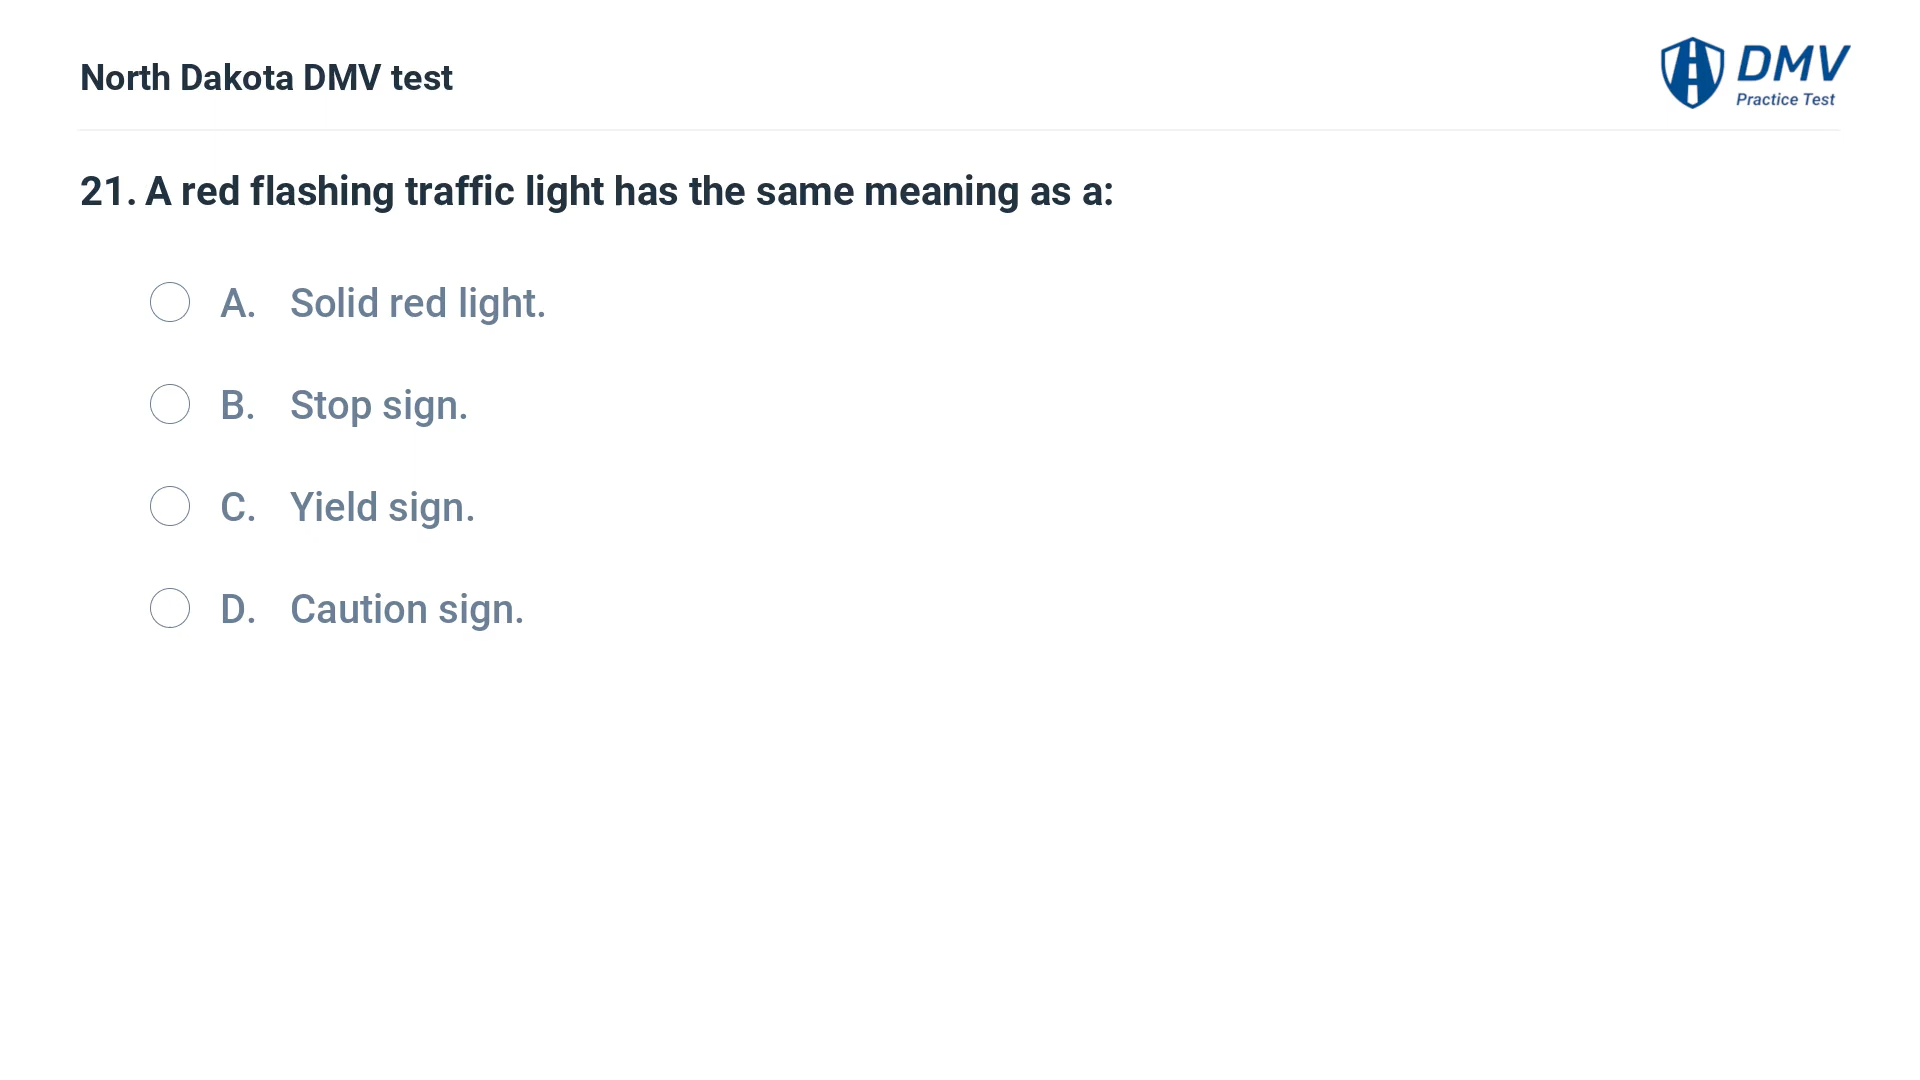 North Dakota DMV test
DMV
Practice Test
21. A red flashing traffic light has the same meaning as a:
A. Solid red light.
B. Stop sign.
C. Yield sign.
D. Caution sign.